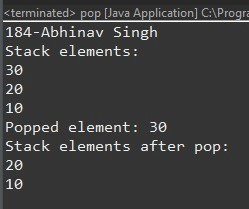 <terminated> pop [Java Application] C:\Progra
184-Abhinav Singh
Stack elements:
30
20
10
Popped element: 30
Stack elements after pop:
20
10